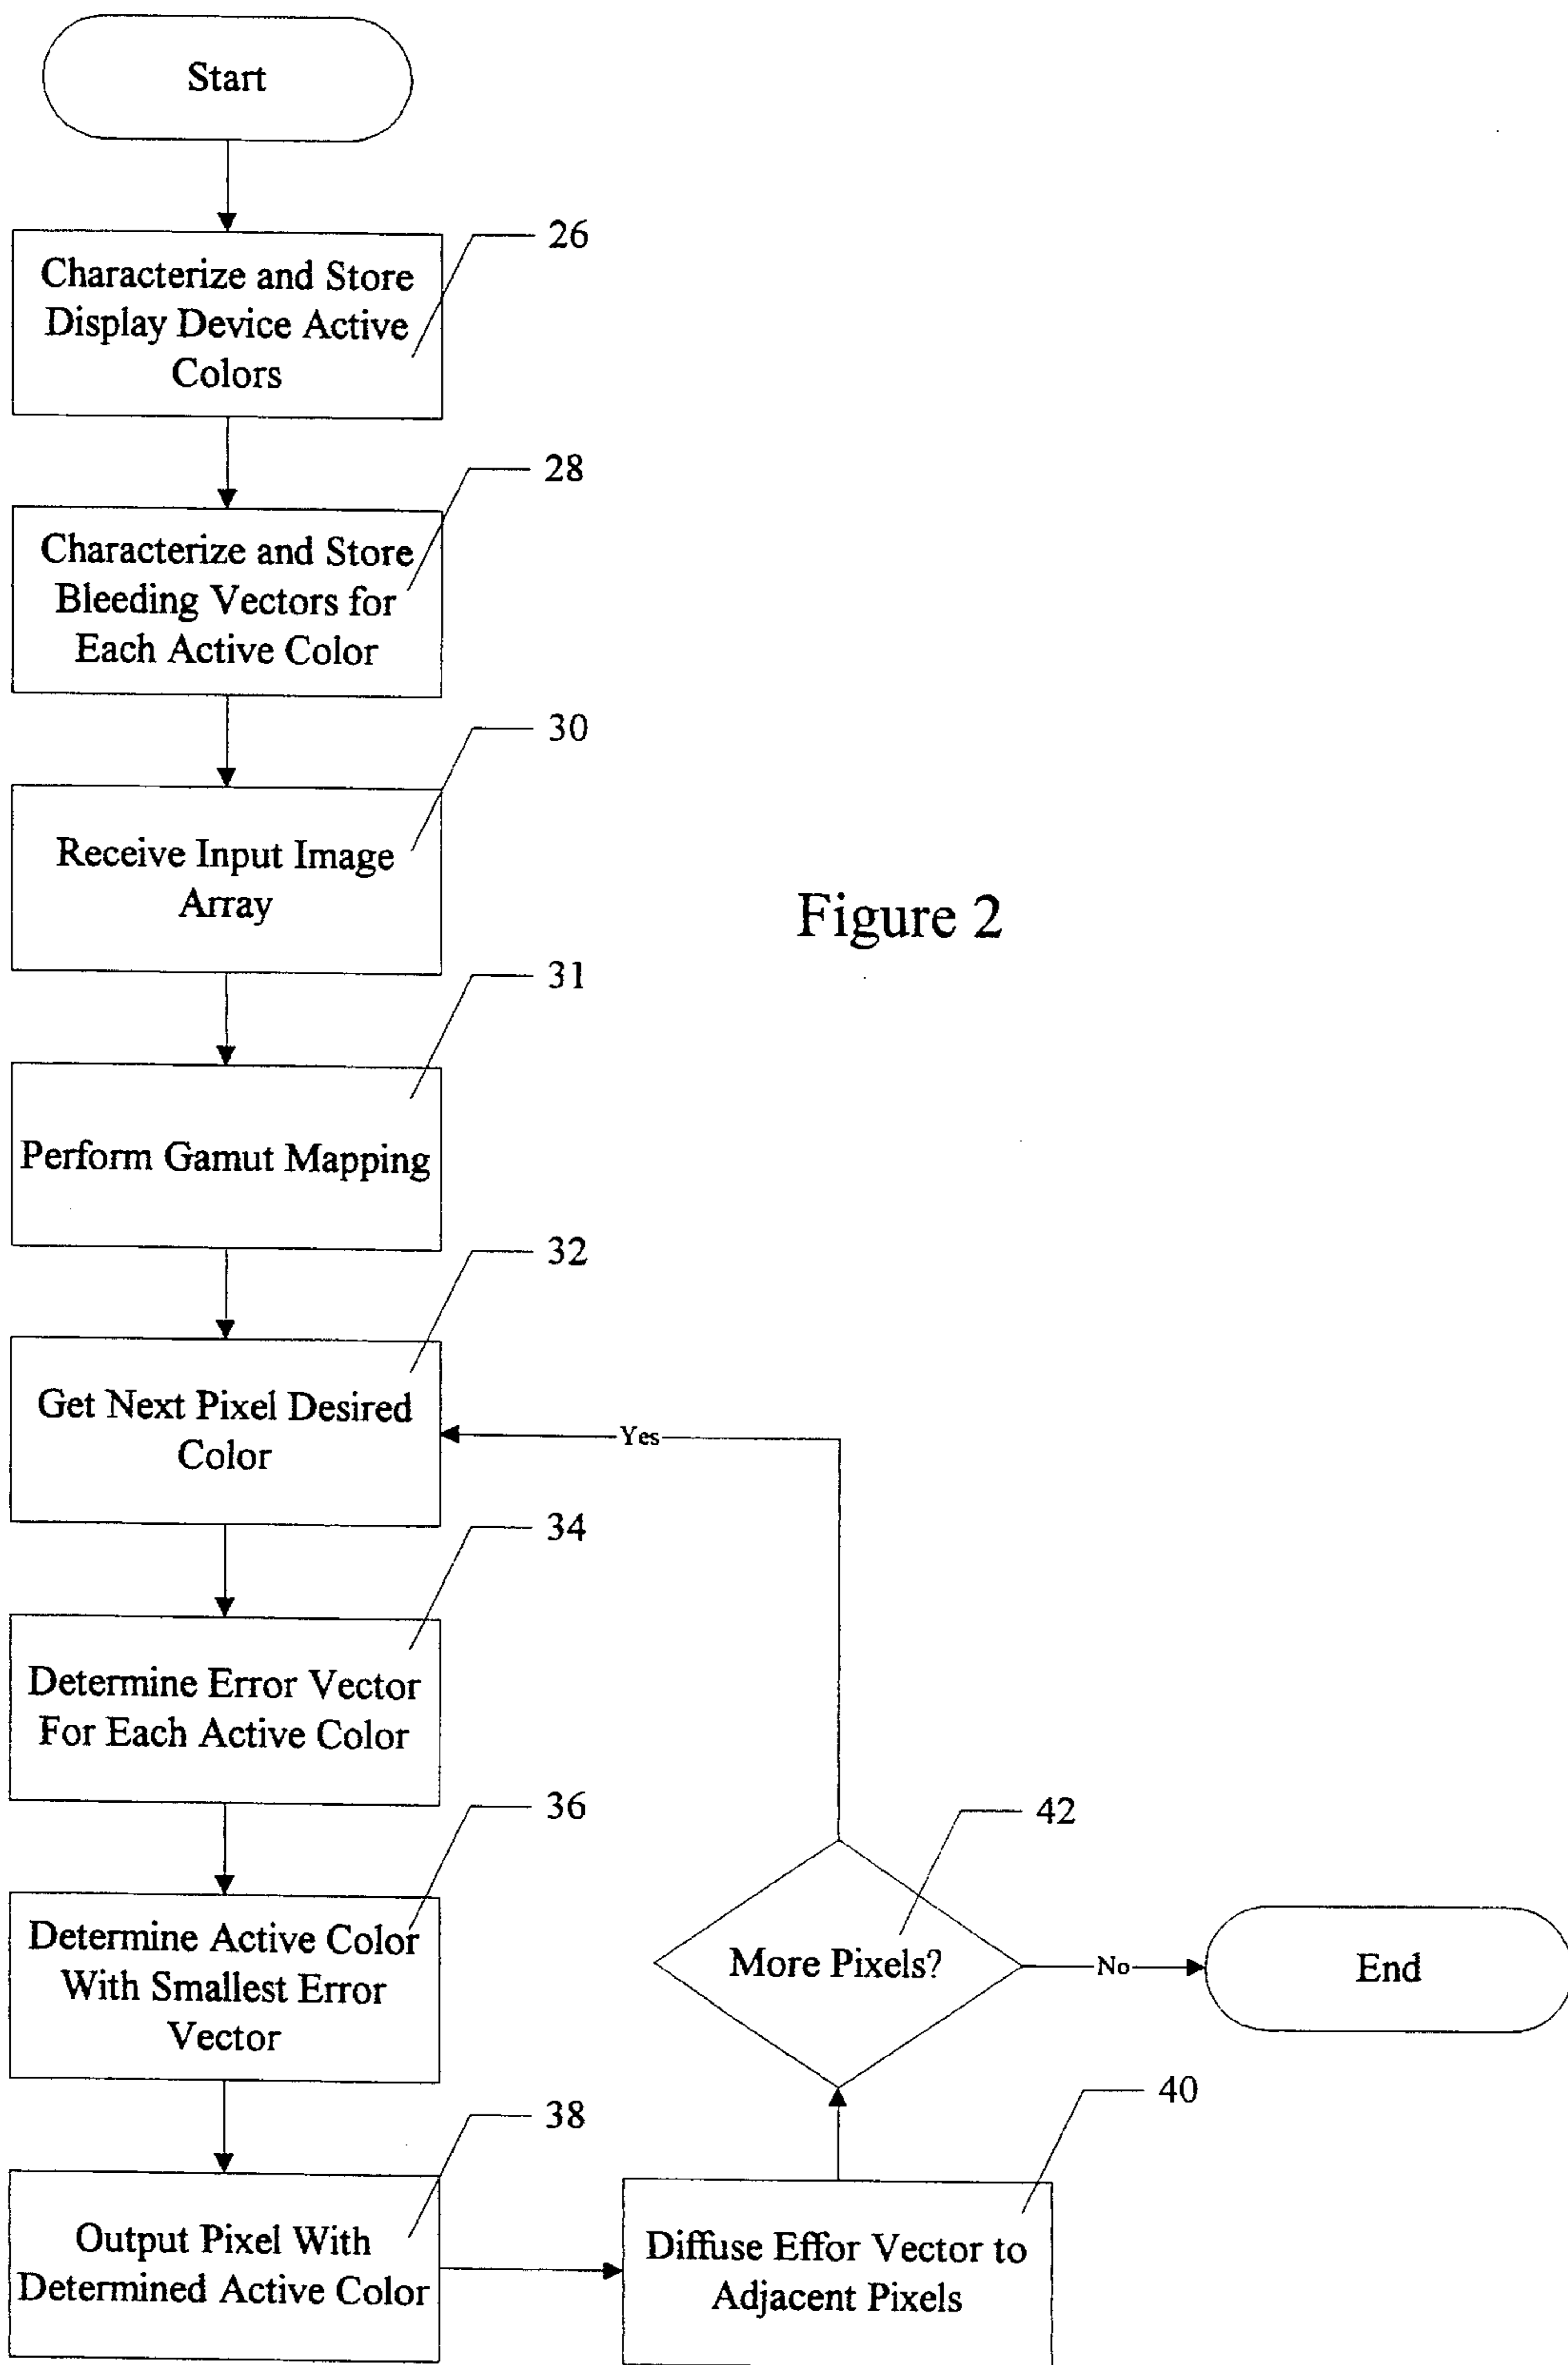 Start
26
Characterize and Store
Display Device Active
Colors
28
Characterize and Store
Bleeding Vectors for
Each Active Color
30
Receive Input Image
Array
Figure 2
31
Perform Gamut Mapping
32
Get Next Pixel Desired
Color
Yes
34
Determine Error Vector
For Each Active Color
36
Determine Active Color
With Smallest Error
Vector
42
More Pixels?
No
End
38
Output Pixel With
Determined Active Color
40
Diffuse Effor Vector to
Adjacent Pixels